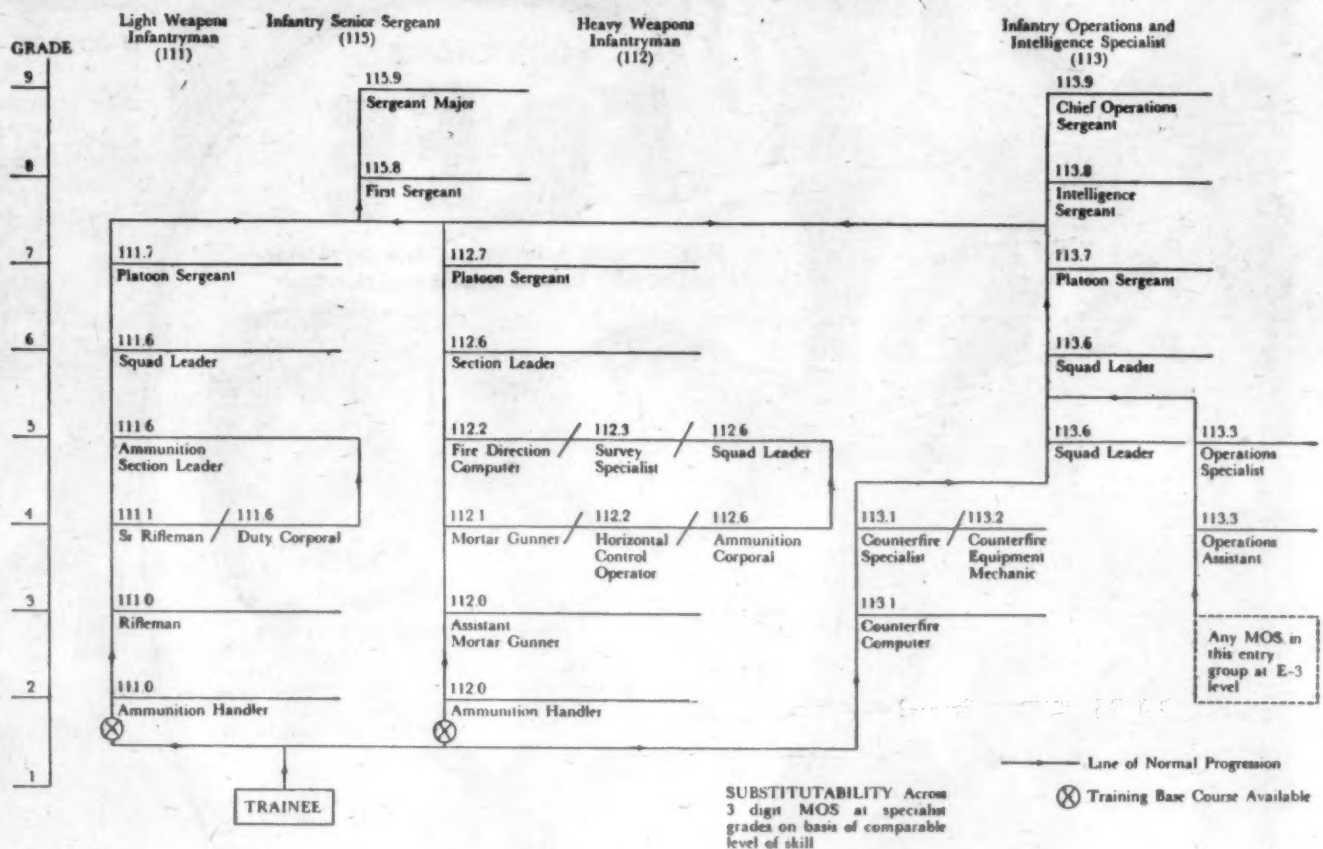 Light Weapons
Infantryman
(111)
Infantry Senior Sergeant
(115)
Heavy Weapons
Infantryman
(112)
Infantry Operations and
Intelligence Specialist
(113)
GRADE
9
115.9
Sergeant Major
113.9
Chief Operations
Sergeant
8
115.8
First Sergeant
113.8
Intelligence
Sergeant
7
111.7
Platoon Sergeant
112.7
Platoon Sergeant
113.7
Platoon Sergeant
6
111.6
Squad Leader
112.6
Section Leader
113.6
Squad Leader
5
111 6
Ammunition
Section Leader
112.2
Fire Direction
Computer
112.3
Survey
Specialist
112 6
Squad Leader
113.6
Squad Leader
113.3
Operations
Specialist
4
111 1
Sr Rifleman
111.6
Duty Corporal
112 1
Mortar Gunner
112.2
Horizontal
Control
Operator
112.6
Ammunition
Corporal
113.1
Counterfire
Specialist
113.2
Counterfire
Equipment
Mechanic
113.3
Operations
Assistant
3
111 0
Rifleman
112.0
Assistant
Mortar Gunner
113 1
Counterfire
Computer
Any MOS in
this entry
group at E-3
level
2
111 0
Ammunition Handler
112.0
Ammunition Handler
1
TRAINEE
SUBSTITUTABILITY Across
3 digit MOS at specialist
grades on basis of comparable
level of skill
Line of Normal Progression
Training Base Course Available